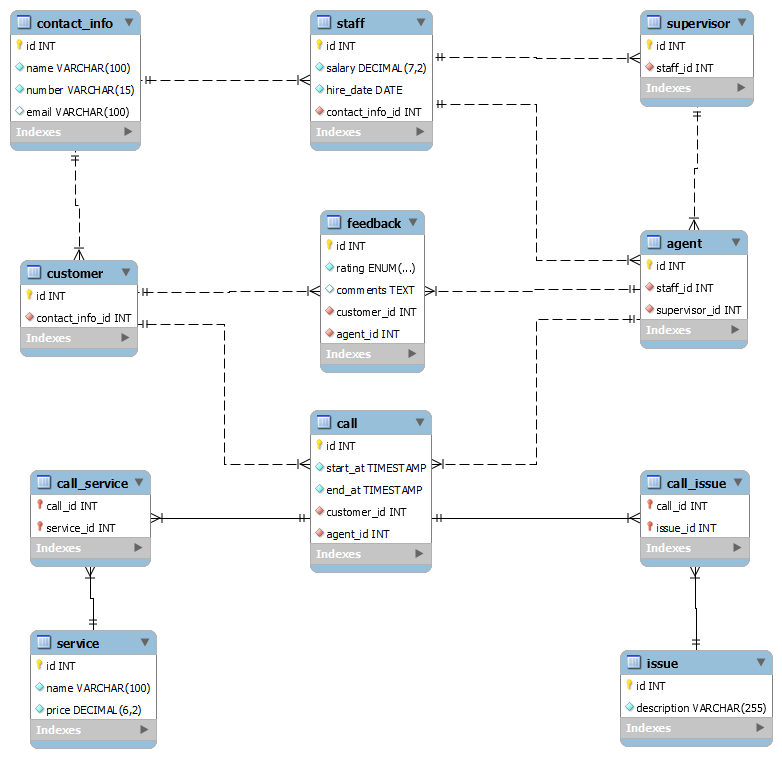 contact_info
id INT
name VARCHAR(100)
number VARCHAR(15)
email VARCHAR(100)
Indexes
staff
id INT
salary DECIMAL(7,2)
hire_date DATE
contact_info_id INT
Indexes
supervisor
id INT
staff_id INT
Indexes
customer
id INT
contact_info_id INT
Indexes
feedback
id INT
rating ENUM(...)
comments TEXT
customer_id INT
agent_id INT
Indexes
agent
id INT
staff_id INT
supervisor_id INT
Indexes
call_service
call_id INT
service_id INT
Indexes
call
id INT
start_at TIMESTAMP
end_at TIMESTAMP
customer_id INT
agent_id INT
Indexes
call_issue
call_id INT
issue_id INT
Indexes
service
id INT
name VARCHAR(100)
price DECIMAL(6,2)
Indexes
issue
id INT
description VARCHAR(255)
Indexes